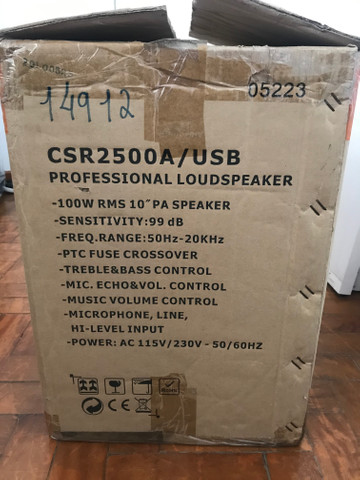 05223
14912
CSR2500A/USB
PROFESSIONAL LOUDSPEAKER
-100W RMS 10"PA SPEAKER
-SENSITIVITY:99 dB
-FREQ.RANGE:50Hz-20KHz
-PTC FUSE CROSSOVER
-TREBLE&BASS CONTROL
-MIC. ECHO&VOL. CONTROL
-MUSIC VOLUME CONTROL
-MICROPHONE, LINE,
HI-LEVEL INPUT
-POWER: AC 115V/230V - 50/60HZ
CE